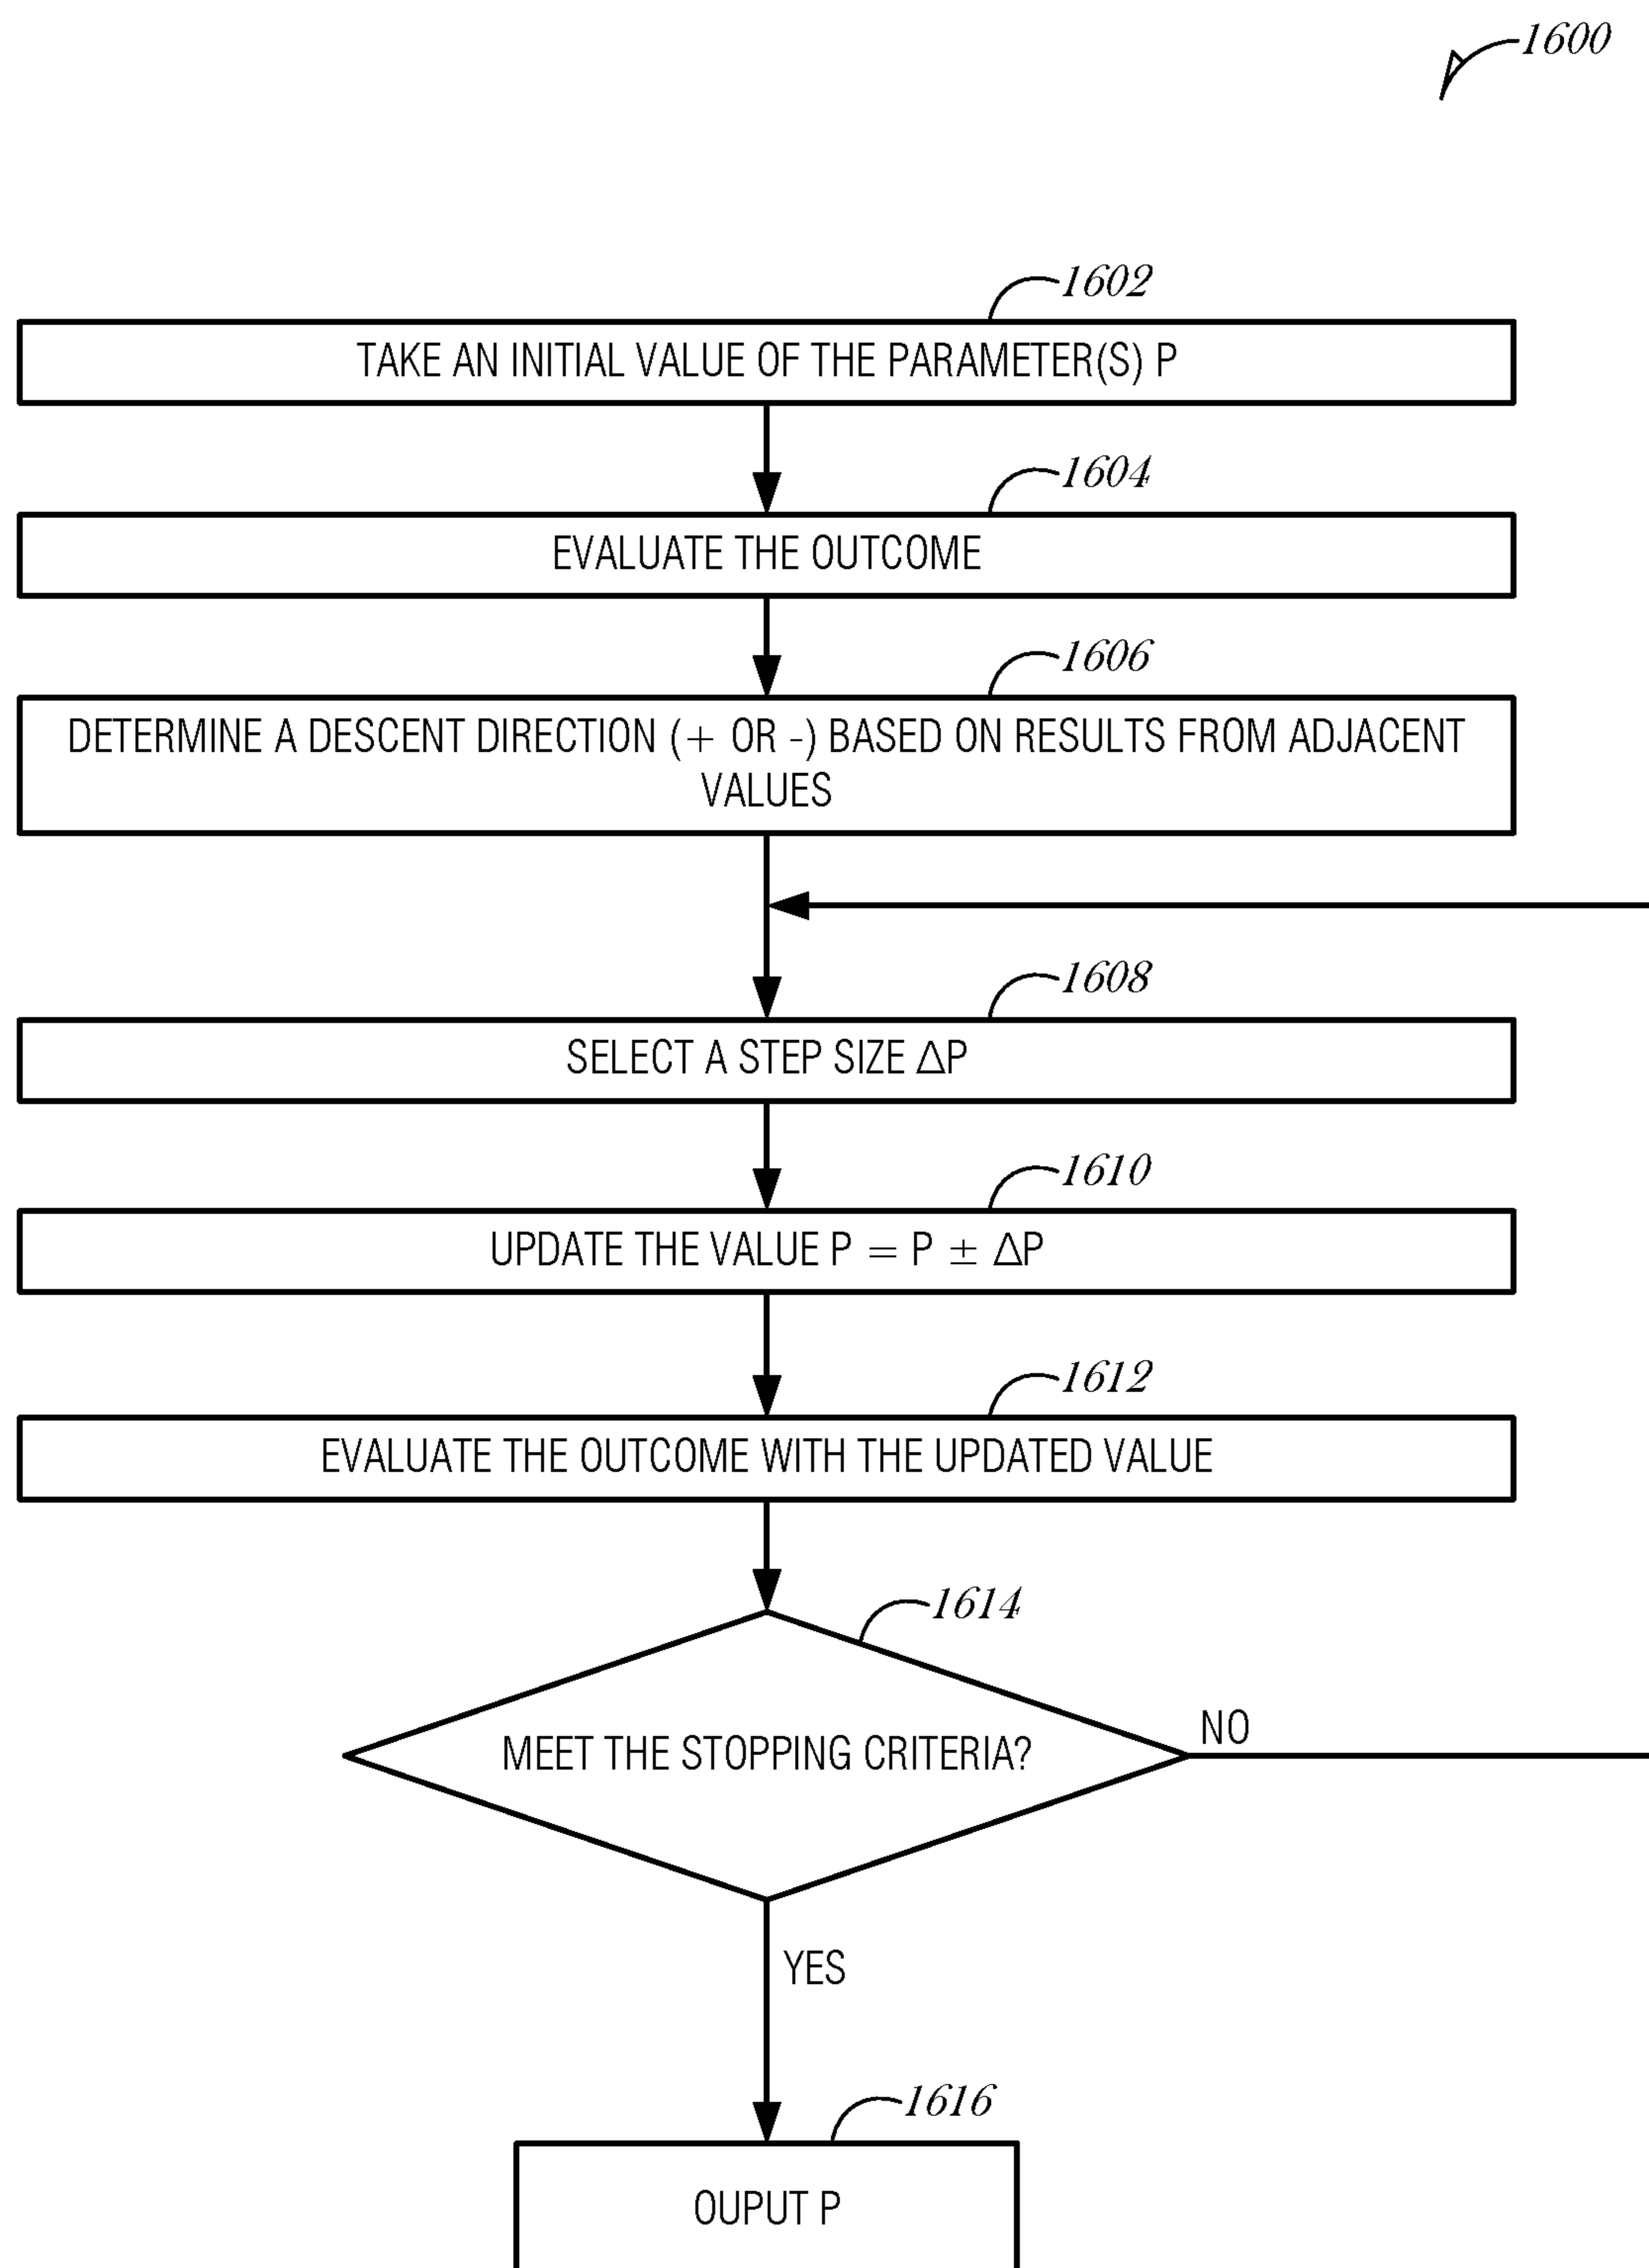 1600
1602
TAKE AN INITIAL VALUE OF THE PARAMETER(S) P
1604
EVALUATE THE OUTCOME
1606
DETERMINE A DESCENT DIRECTION (+ OR -) BASED ON RESULTS FROM ADJACENT
VALUES
1608
SELECT A STEP SIZE ΔP
1610
UPDATE THE VALUE P = P ± ΔP
1612
EVALUATE THE OUTCOME WITH THE UPDATED VALUE
1614
MEET THE STOPPING CRITERIA?
NO
YES
1616
OUPUT P